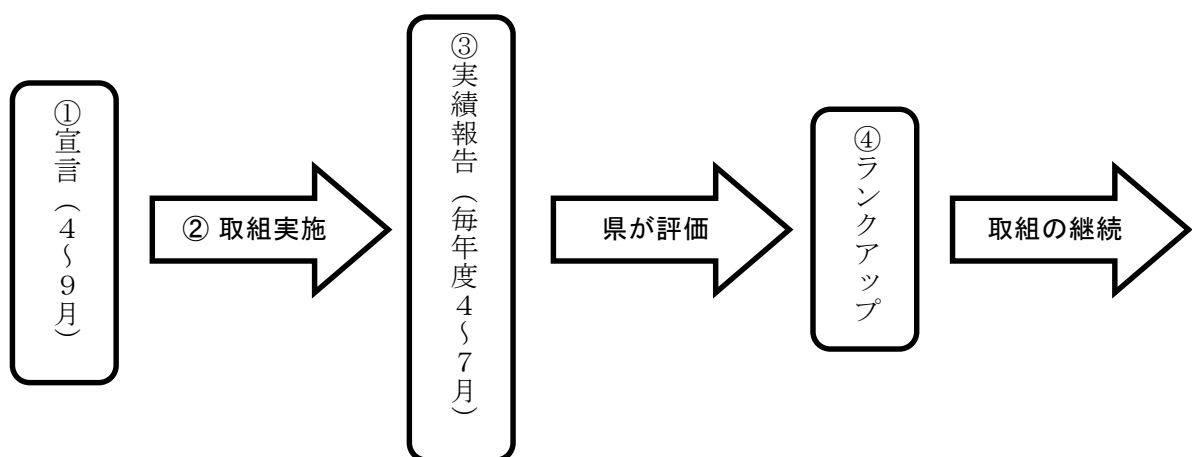 ①宣言（４～９月）
② 取組実施
③実績報告（毎年度４～７月）
県が評価
④ランクアップ
取組の継続